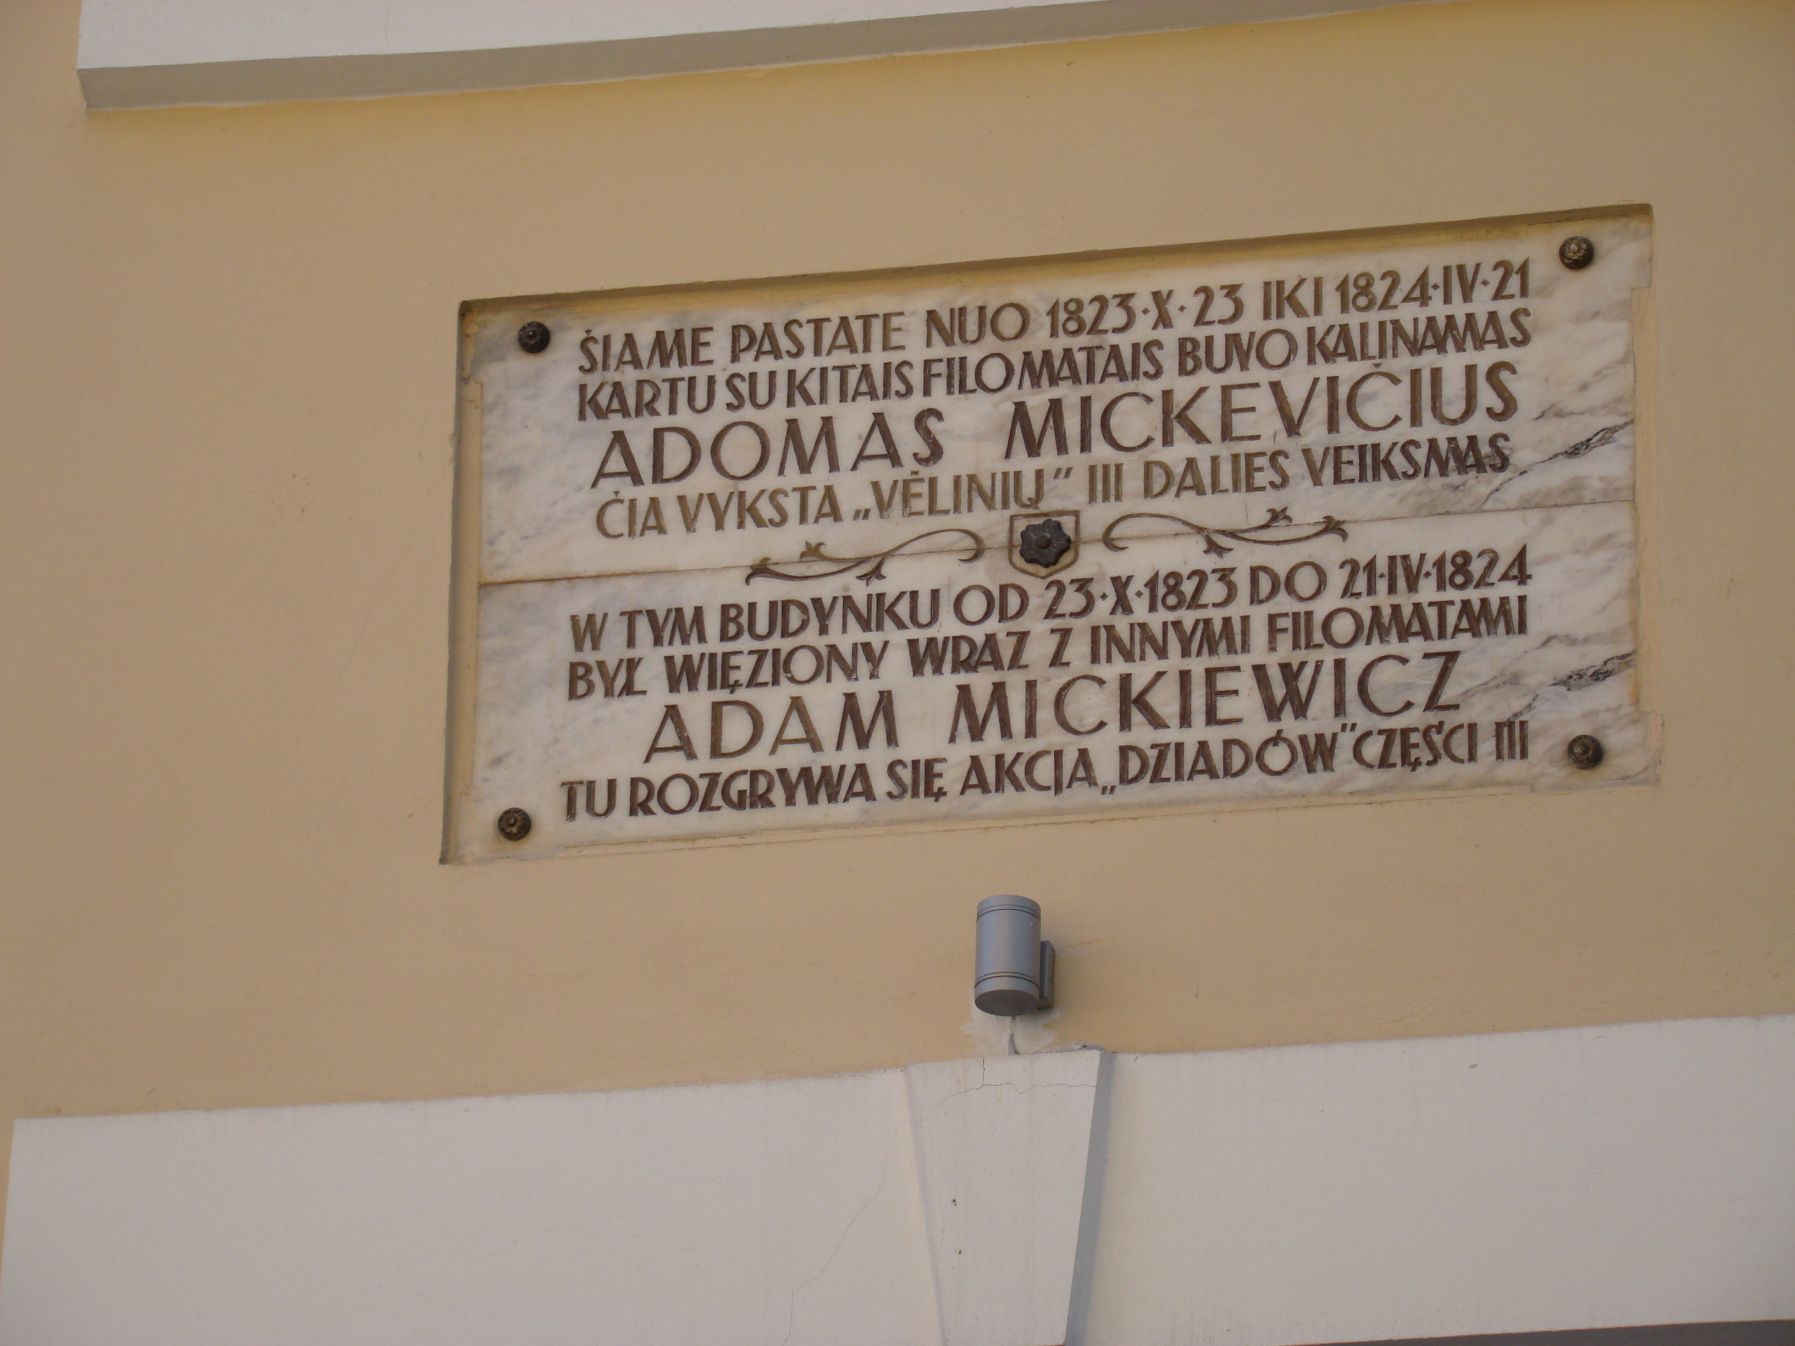 ŠIAME PASTATE NUO 1823·X·23 IKI 1824·IV·21
KARTU SU KITAIS FILOMATAIS BUVO KALINAMAS
ADOMAS MICKEVIČIUS
ČIA VYKSTA „VĖLINIŲ” III DALIES VEIKSMAS
W TYM BUDYNKU OD 23·X·1823 DO 21·IV·1824
BYŁ WIĘZIONY WRAZ Z INNYMI FILOMATAMI
ADAM MICKIEWICZ
TU ROZGRYWA SIĘ AKCJA „DZIADÓW” CZĘŚCI III